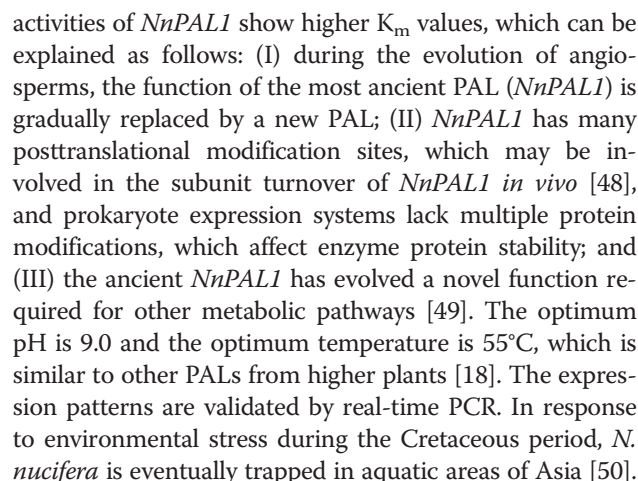 activities of NnPAL1 show higher Km values, which can be
explained as follows: (I) during the evolution of angio-
sperms, the function of the most ancient PAL (NnPAL1) is
gradually replaced by a new PAL; (II) NnPAL1 has many
posttranslational modification sites, which may be in-
volved in the subunit turnover of NnPAL1 in vivo [48],
and prokaryote expression systems lack multiple protein
modifications, which affect enzyme protein stability; and
(III) the ancient NnPAL1 has evolved a novel function re-
quired for other metabolic pathways [49]. The optimum
pH is 9.0 and the optimum temperature is 55°C, which is
similar to other PALs from higher plants [18]. The expres-
sion patterns are validated by real-time PCR. In response
to environmental stress during the Cretaceous period, N.
nucifera is eventually trapped in aquatic areas of Asia [50].